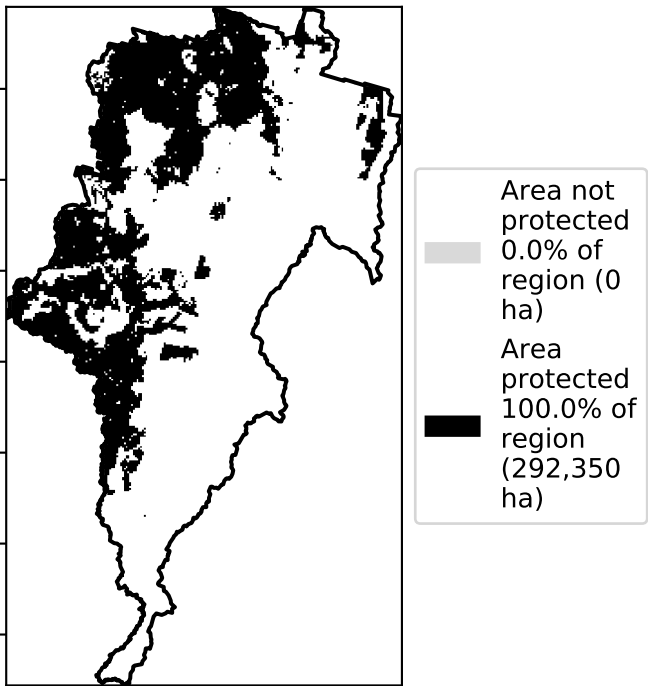 Area not
protected
0.0% of
region (0
ha)
Area
protected
100.0% of
region
(292,350
ha)